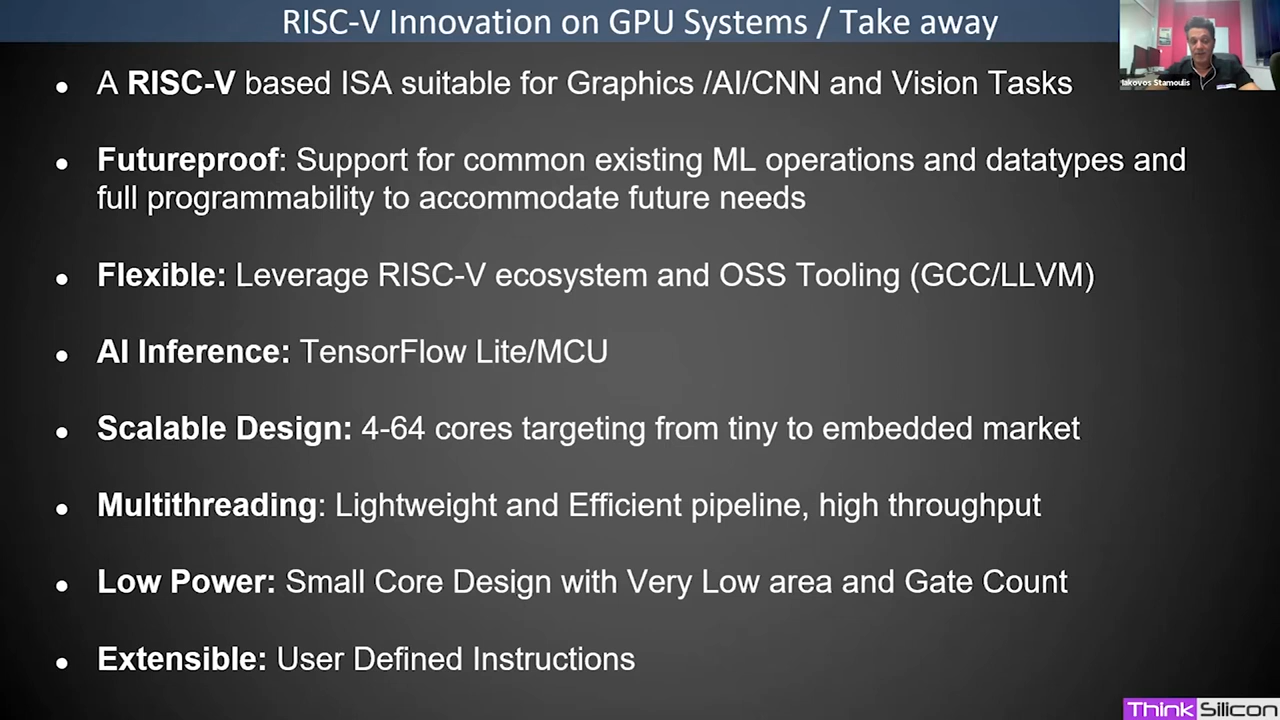 RISC-V Innovation on GPU Systems / Take away
Iakovos Stamoulis
● A RISC-V based ISA suitable for Graphics /AI/CNN and Vision Tasks
● Futureproof: Support for common existing ML operations and datatypes and
full programmability to accommodate future needs
● Flexible: Leverage RISC-V ecosystem and OSS Tooling (GCC/LLVM)
● AI Inference: TensorFlow Lite/MCU
● Scalable Design: 4-64 cores targeting from tiny to embedded market
● Multithreading: Lightweight and Efficient pipeline, high throughput
● Low Power: Small Core Design with Very Low area and Gate Count
● Extensible: User Defined Instructions
Think Silicon